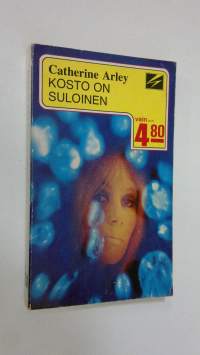 Catherine Arley
KOSTO ON
SULOINEN
vain
4.80